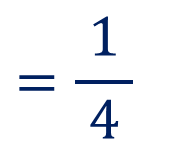 = 1/4